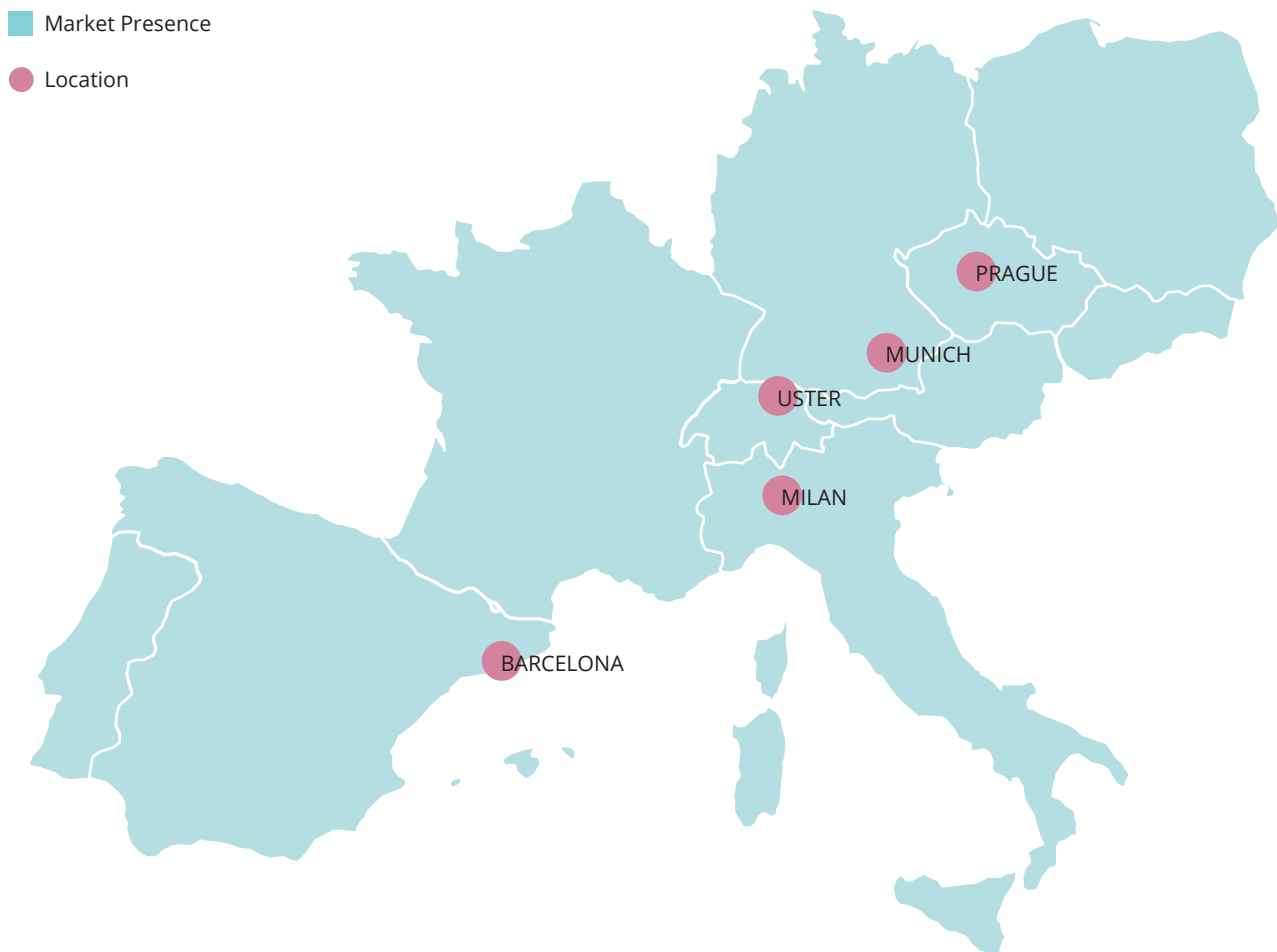 Market Presence
Location
PRAGUE
MUNICH
USTER
MILAN
BARCELONA